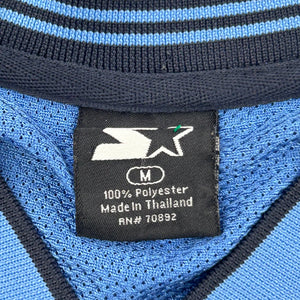 M
100% Polyester
Made in Thailand
RN# 70892